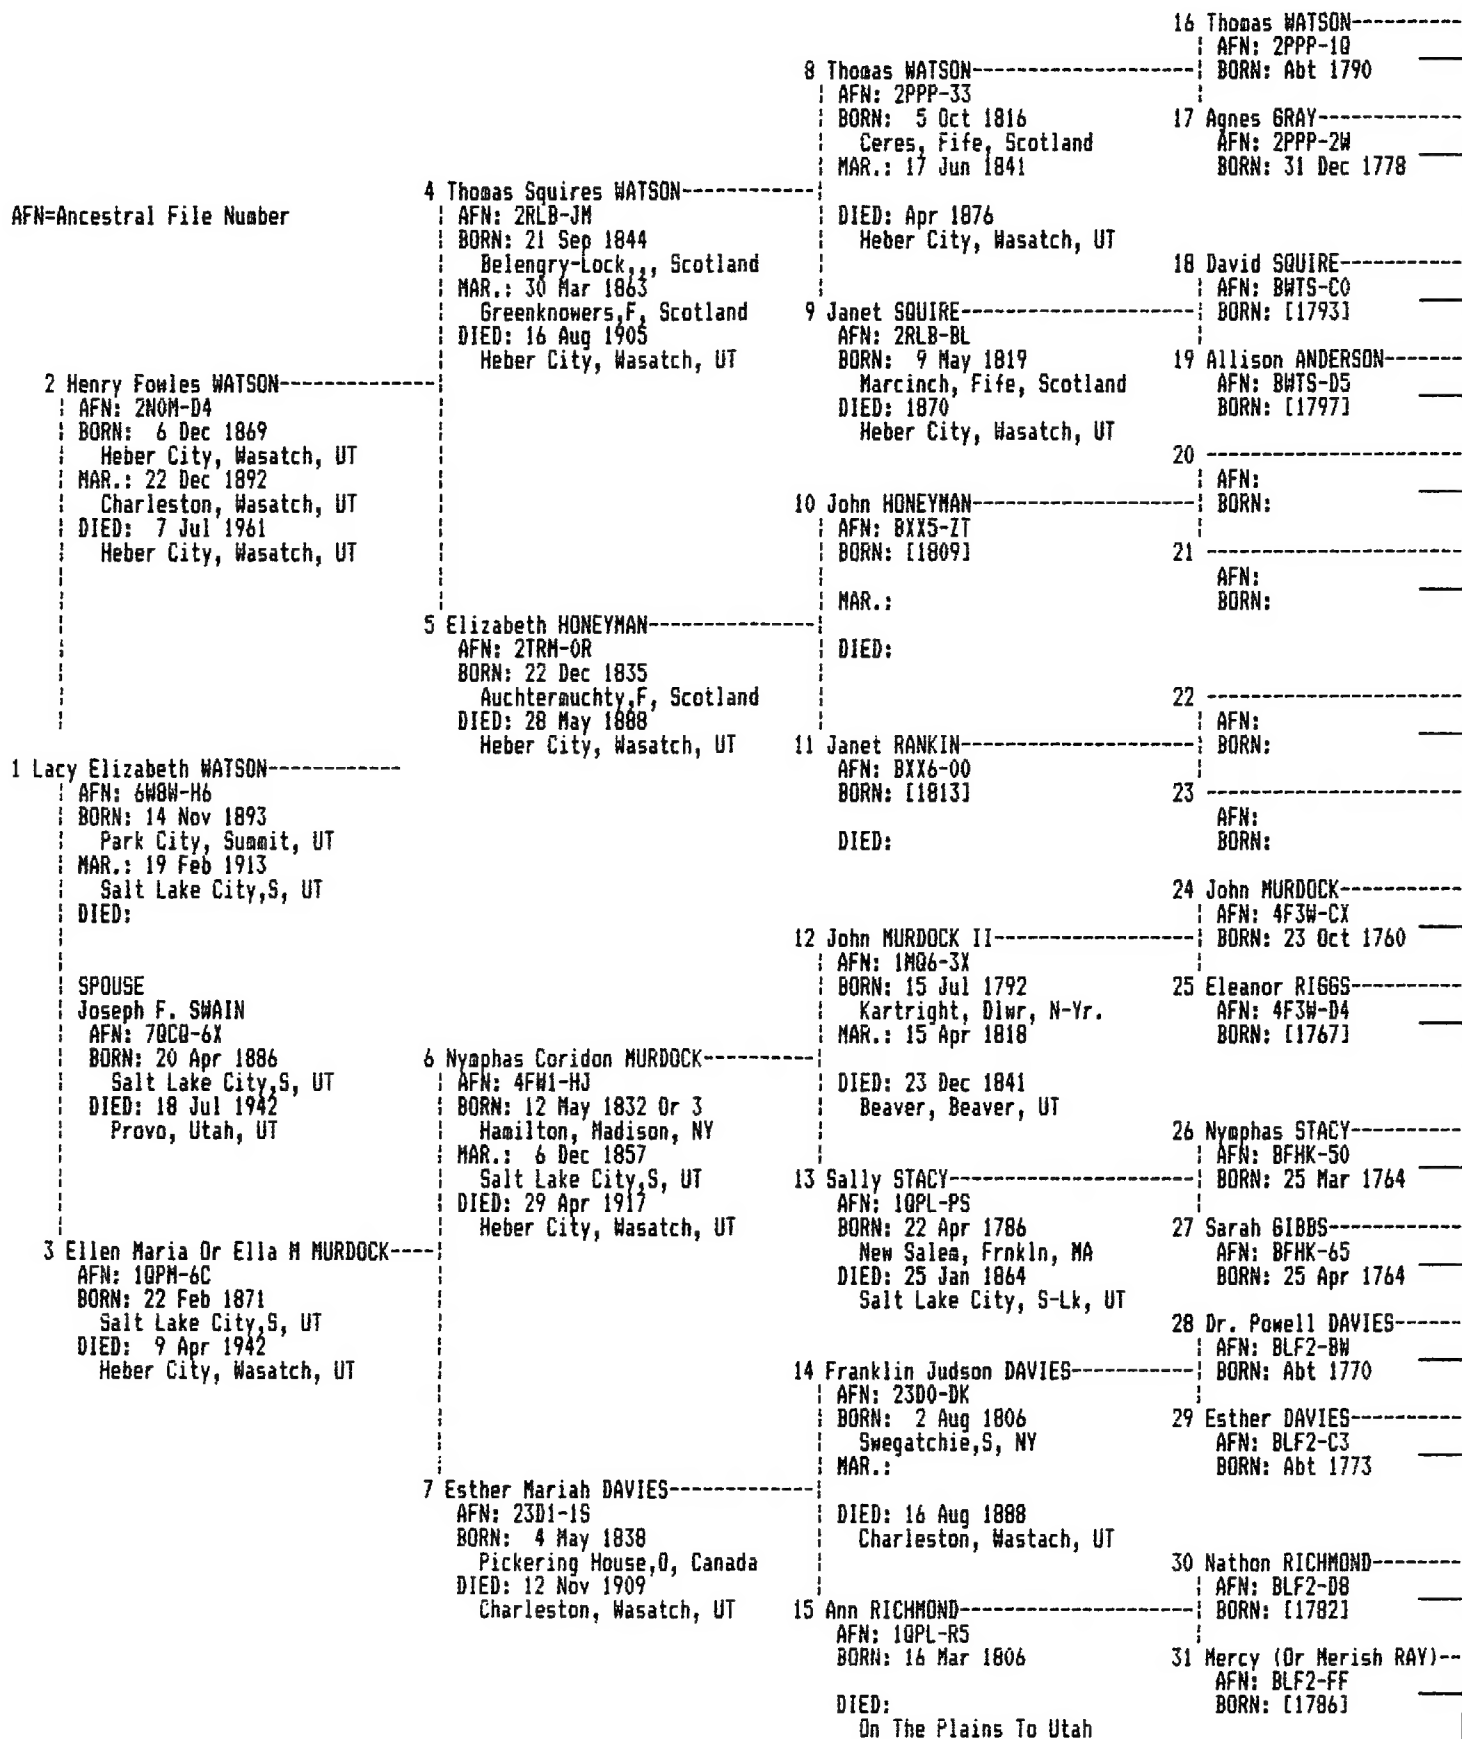 AFN=Ancestral File Number
1 Lacy Elizabeth WATSON------------
AFN: 6W8W-H6
BORN: 14 Nov 1893
Park City, Summit, UT
MAR.: 19 Feb 1913
Salt Lake City,S, UT
DIED:
SPOUSE
Joseph F. SWAIN
AFN: 7QCQ-6X
BORN: 20 Apr 1886
Salt Lake City,S, UT
DIED: 18 Jul 1942
Provo, Utah, UT
2 Henry Fowles WATSON-------------
AFN: 2N0M-D4
BORN: 6 Dec 1869
Heber City, Wasatch, UT
MAR.: 22 Dec 1892
Charleston, Wasatch, UT
DIED: 7 Jul 1961
Heber City, Wasatch, UT
3 Ellen Maria Or Ella M MURDOCK----
AFN: 1QPM-6C
BORN: 22 Feb 1871
Salt Lake City,S, UT
DIED: 9 Apr 1942
Heber City, Wasatch, UT
4 Thomas Squires WATSON------------
AFN: 2RLB-JM
BORN: 21 Sep 1844
Belengry-Lock,,, Scotland
MAR.: 30 Mar 1863
Greenknowers,F, Scotland
DIED: 16 Aug 1905
Heber City, Wasatch, UT
5 Elizabeth HONEYMAN---------------
AFN: 2TRM-0R
BORN: 22 Dec 1835
Auchtermuchty,F, Scotland
DIED: 28 May 1888
Heber City, Wasatch, UT
6 Nymphas Coridon MURDOCK----------
AFN: 4FW1-HJ
BORN: 12 May 1832 Or 3
Hamilton, Madison, NY
MAR.: 6 Dec 1857
Salt Lake City,S, UT
DIED: 29 Apr 1917
Heber City, Wasatch, UT
7 Esther Mariah DAVIES-------------
AFN: 23D1-1S
BORN: 4 May 1838
Pickering House,O, Canada
DIED: 12 Nov 1909
Charleston, Wasatch, UT
8 Thomas WATSON--------------------
AFN: 2PPP-33
BORN: 5 Oct 1816
Ceres, Fife, Scotland
MAR.: 17 Jun 1841
DIED: Apr 1876
Heber City, Wasatch, UT
9 Janet SQUIRE---------------------
AFN: 2RLB-BL
BORN: 9 May 1819
Marcinch, Fife, Scotland
DIED: 1870
Heber City, Wasatch, UT
10 John HONEYMAN------------------
AFN: BXX5-ZT
BORN: [1809]
MAR.:
DIED:
11 Janet RANKIN---------------------
AFN: BXX6-00
BORN: [1813]
DIED:
12 John MURDOCK II------------------
AFN: 1MQ6-3X
BORN: 15 Jul 1792
Kartright, Dlwr, N-Yr.
MAR.: 15 Apr 1818
DIED: 23 Dec 1841
Beaver, Beaver, UT
13 Sally STACY--------------------
AFN: 1QPL-PS
BORN: 22 Apr 1786
New Salem, Frnkln, MA
DIED: 25 Jan 1864
Salt Lake City, S-Lk, UT
14 Franklin Judson DAVIES-----------
AFN: 23D0-DK
BORN: 2 Aug 1806
Swegatchie,S, NY
MAR.:
DIED: 16 Aug 1888
Charleston, Wastach, UT
15 Ann RICHMOND---------------------
AFN: 1QPL-R5
BORN: 16 Mar 1806
DIED:
On The Plains To Utah
16 Thomas WATSON----------
AFN: 2PPP-1Q
BORN: Abt 1790
17 Agnes GRAY-------------
AFN: 2PPP-2W
BORN: 31 Dec 1778
18 David SQUIRE-----------
AFN: BWTS-C0
BORN: [1793]
19 Allison ANDERSON-------
AFN: BWTS-D5
BORN: [1797]
20 -----------------------
AFN:
BORN:
21 -----------------------
AFN:
BORN:
22 -----------------------
AFN:
BORN:
23 -----------------------
AFN:
BORN:
24 John MURDOCK-----------
AFN: 4F3W-CX
BORN: 23 Oct 1760
25 Eleanor RIGGS----------
AFN: 4F3W-D4
BORN: [1767]
26 Nymphas STACY----------
AFN: BFHK-50
BORN: 25 Mar 1764
27 Sarah GIBBS------------
AFN: BFHK-65
BORN: 25 Apr 1764
28 Dr. Powell DAVIES------
AFN: BLF2-BW
BORN: Abt 1770
29 Esther DAVIES----------
AFN: BLF2-C3
BORN: Abt 1773
30 Nathon RICHMOND--------
AFN: BLF2-D8
BORN: [1782]
31 Mercy (Or Merish RAY)--
AFN: BLF2-FF
BORN: [1786]